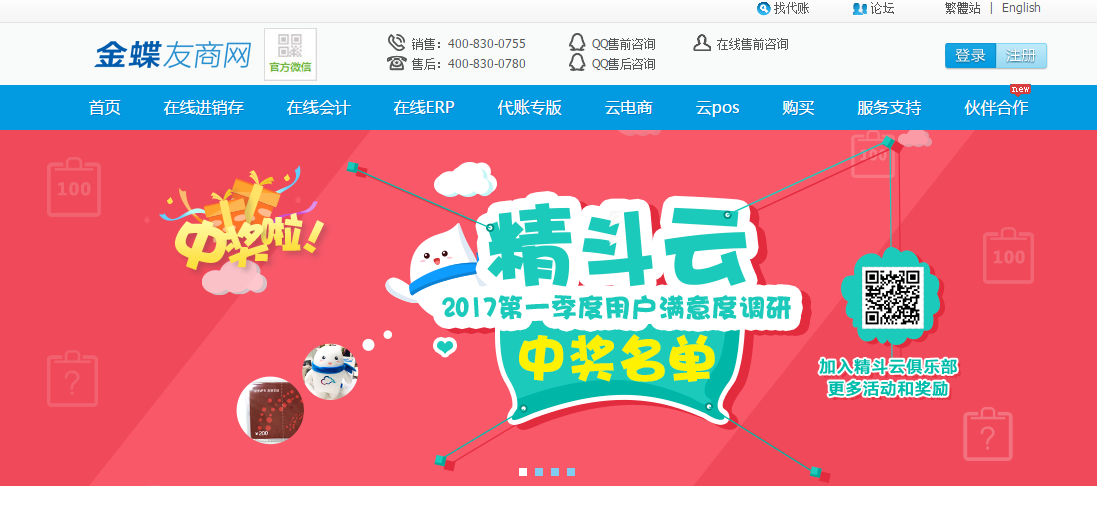 找代账 论坛 繁體站 | English
金蝶友商网 官方微信
销售：400-830-0755 QQ售前咨询 在线售前咨询
售后：400-830-0780 QQ售后咨询
登录 注册
new
首页 在线进销存 在线会计 在线ERP 代账专版 云电商 云pos 购买 服务支持 伙伴合作
100
100
100
中奖啦！
精斗云
2017第一季度用户满意度调研
中奖名单
¥200
加入精斗云俱乐部
更多活动和奖励
?
?